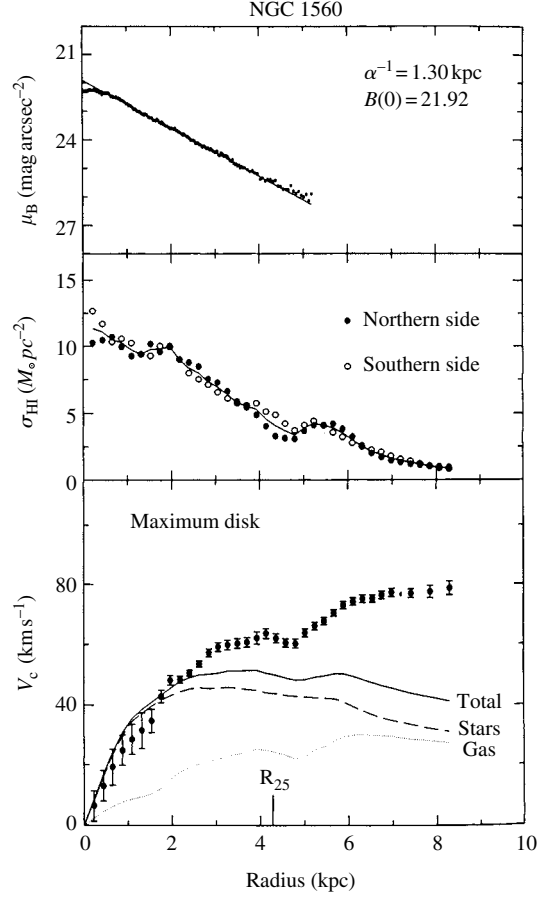 NGC 1560
21
24
27
μB (mag arcsec−2)
α−1 = 1.30 kpc
B(0) = 21.92
15
10
5
0
σHI (M⊙ pc−2)
Northern side
Southern side
Maximum disk
80
40
0
Vc (km s−1)
Total
Stars
Gas
R25
0
2
4
6
8
10
Radius (kpc)